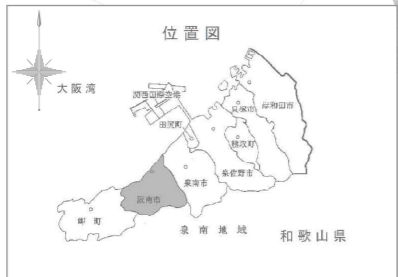 位置図
大阪湾
関西国際空港
田尻町
貝塚市
岸和田市
熊取町
泉佐野市
泉南市
阪南市
岬町
泉南地域
和歌山県